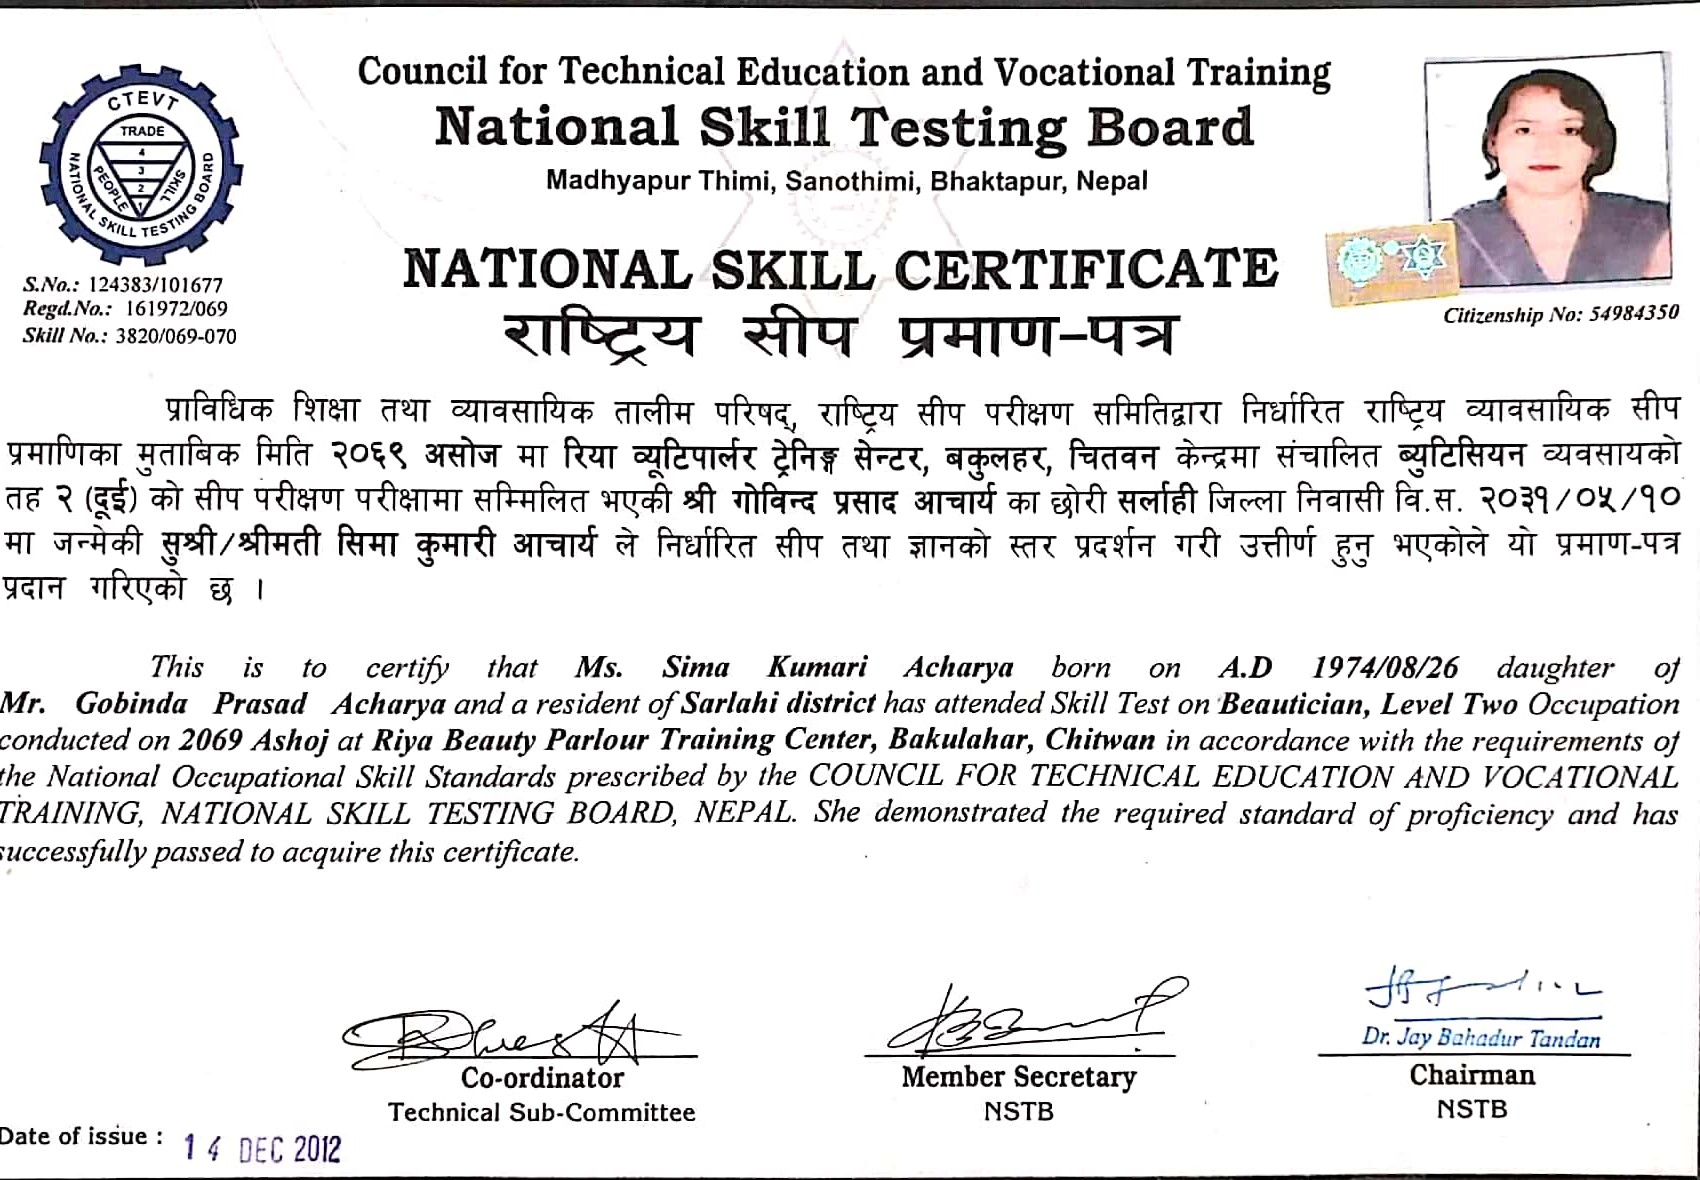 Council for Technical Education and Vocational Training
National Skill Testing Board
Madhyapur Thimi, Sanothimi, Bhaktapur, Nepal
CTEVT
NATIONAL SKILL TESTING BOARD
TRADE
PEOPLE
SKILL
4
3
2
1
S.No.: 124383/101677
Regd.No.: 161972/069
Skill No.: 3820/069-070
NATIONAL SKILL CERTIFICATE
राष्ट्रिय सीप प्रमाण-पत्र
Citizenship No: 54984350
प्राविधिक शिक्षा तथा व्यावसायिक तालीम परिषद्, राष्ट्रिय सीप परीक्षण समितिद्वारा निर्धारित राष्ट्रिय व्यावसायिक सीप
प्रमाणिका मुताबिक मिति २०६९ असोज मा रिया व्यूटिपार्लर ट्रेनिङ्ग सेन्टर, बकुलहर, चितवन केन्द्रमा संचालित ब्युटिसियन व्यवसायको
तह २ (दूई) को सीप परीक्षण परीक्षामा सम्मिलित भएकी श्री गोविन्द प्रसाद आचार्य का छोरी सर्लाही जिल्ला निवासी वि.स. २०३१/०५/१०
मा जन्मेकी सुश्री/श्रीमती सिमा कुमारी आचार्य ले निर्धारित सीप तथा ज्ञानको स्तर प्रदर्शन गरी उत्तीर्ण हुनु भएकोले यो प्रमाण-पत्र
प्रदान गरिएको छ ।
This is to certify that Ms. Sima Kumari Acharya born on A.D 1974/08/26 daughter of
Mr. Gobinda Prasad Acharya and a resident of Sarlahi district has attended Skill Test on Beautician, Level Two Occupation
conducted on 2069 Ashoj at Riya Beauty Parlour Training Center, Bakulahar, Chitwan in accordance with the requirements of
the National Occupational Skill Standards prescribed by the COUNCIL FOR TECHNICAL EDUCATION AND VOCATIONAL
TRAINING, NATIONAL SKILL TESTING BOARD, NEPAL. She demonstrated the required standard of proficiency and has
successfully passed to acquire this certificate.
Co-ordinator
Technical Sub-Committee
Member Secretary
NSTB
Dr. Jay Bahadur Tandan
Chairman
NSTB
Date of issue : 14 DEC 2012